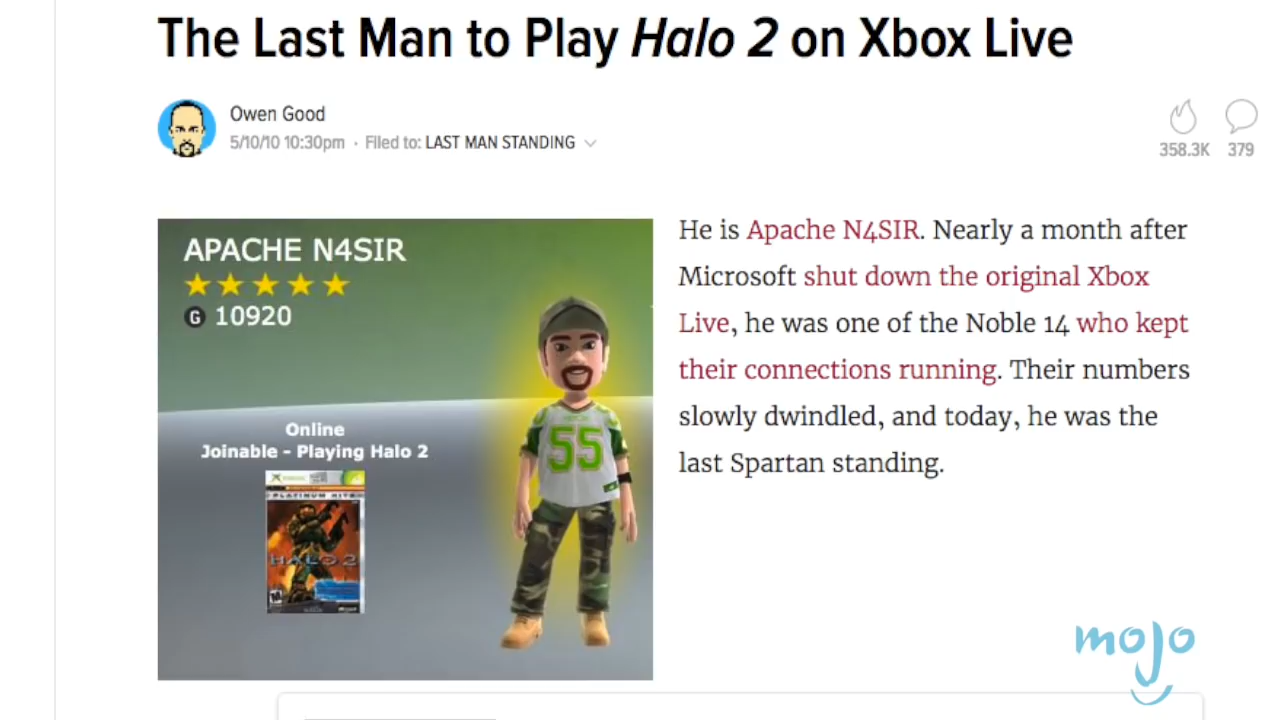 The Last Man to Play Halo 2 on Xbox Live
Owen Good
5/10/10 10:30pm · Filed to: LAST MAN STANDING
358.3K 379
APACHE N4SIR
G 10920
Online
Joinable - Playing Halo 2
PLATINUM HITS
HALO 2
55
He is Apache N4SIR. Nearly a month after
Microsoft shut down the original Xbox
Live, he was one of the Noble 14 who kept
their connections running. Their numbers
slowly dwindled, and today, he was the
last Spartan standing.
mojo